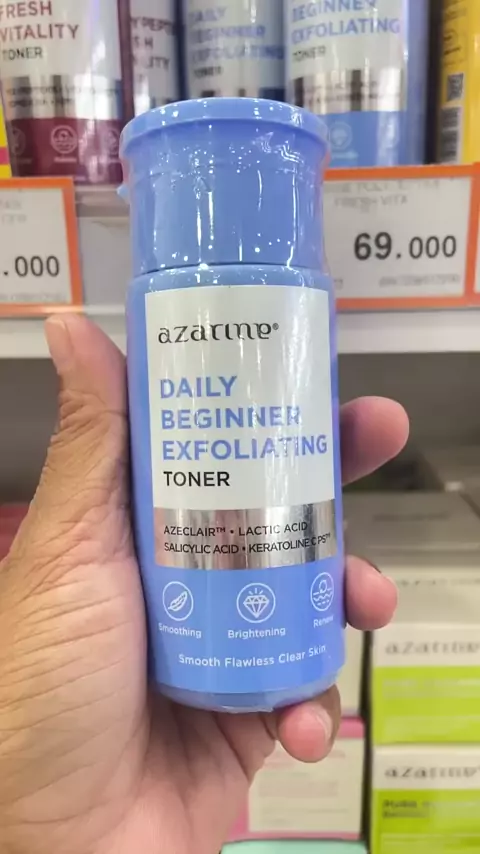 FRESH
VITALITY
TONER
DAILY
EXFOLIATING
TONER
BEGINNER
EXFOLIATING
TONER
.000
69.000
azarine®
DAILY
BEGINNER
EXFOLIATING
TONER
AZECLAIR™ • LACTIC ACID
SALICYLIC ACID • KERATOLINE C PS™
Smoothing
Brightening
Renew
Smooth Flawless Clear Skin
azarine
azarine